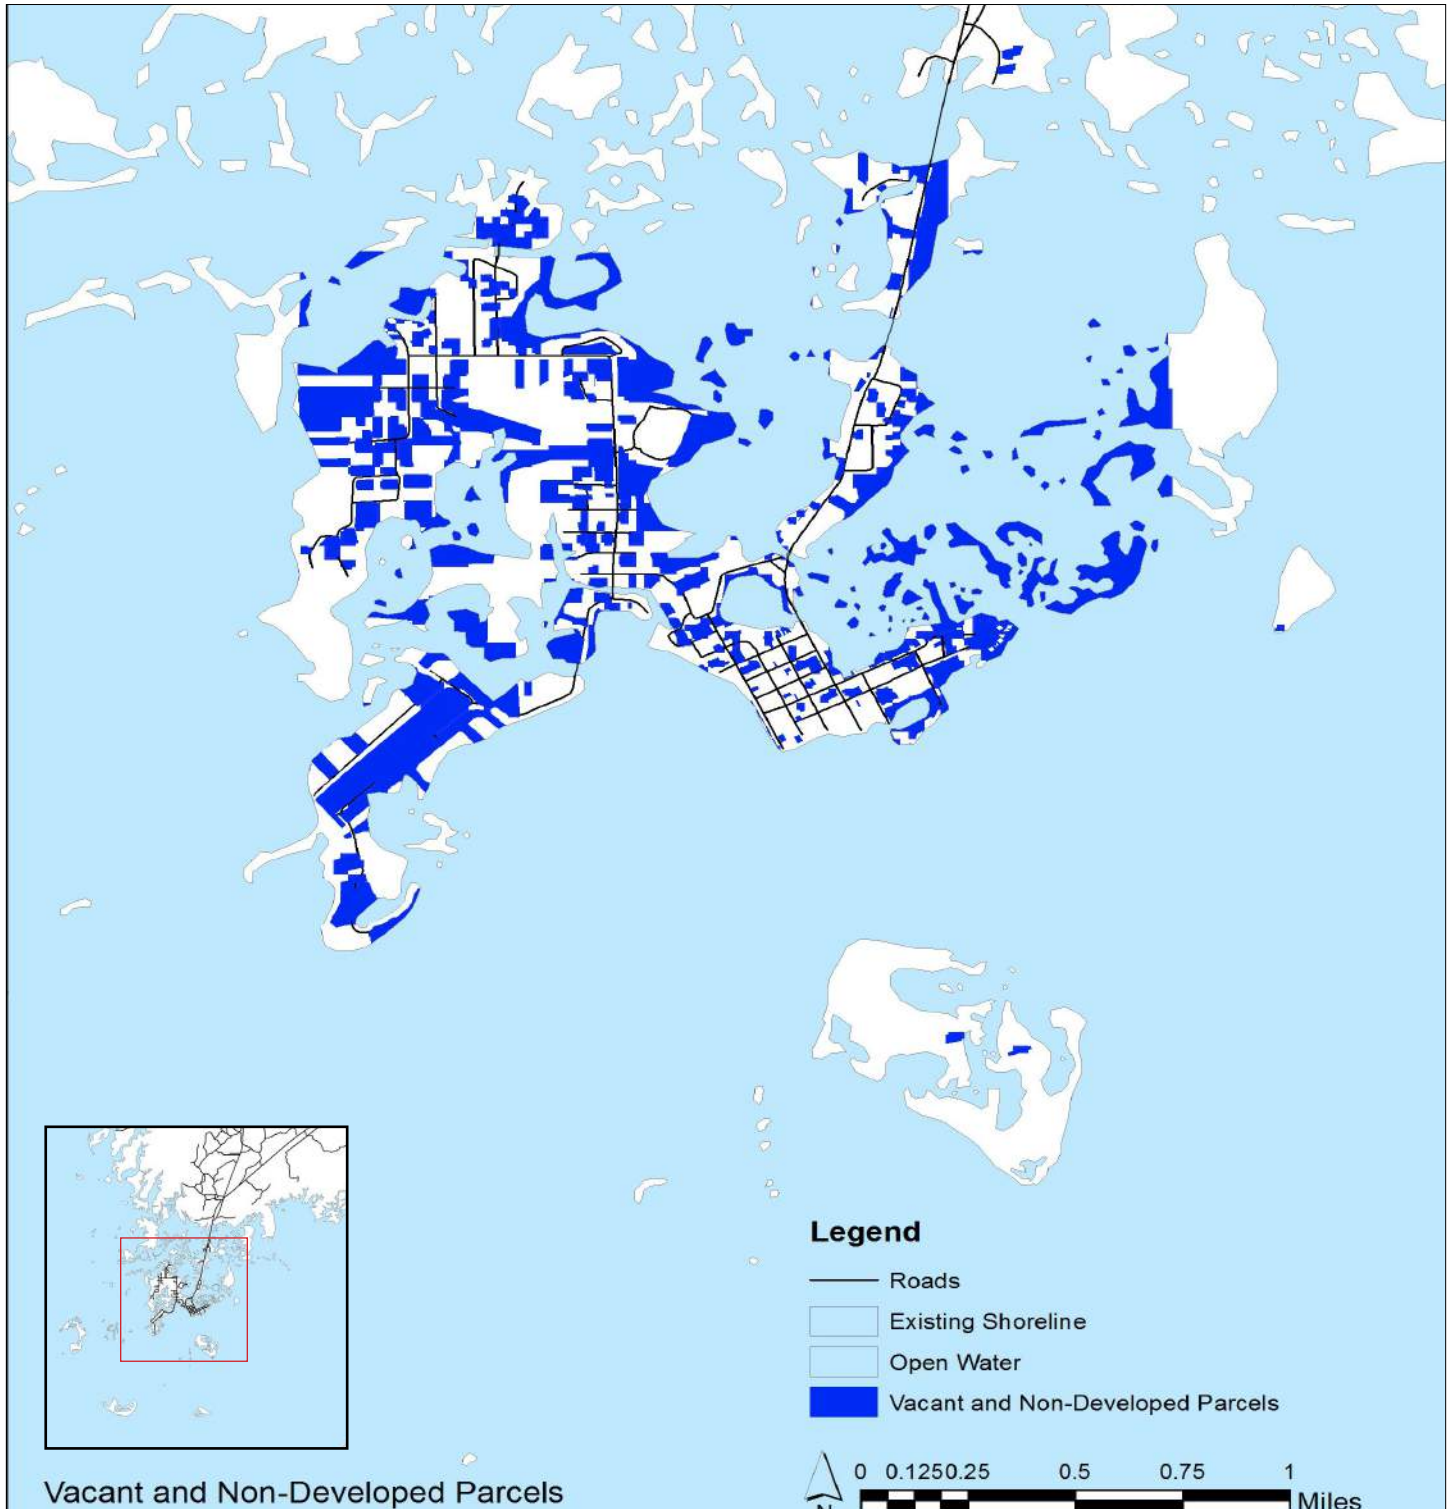 Legend
Roads
Existing Shoreline
Open Water
Vacant and Non-Developed Parcels
0 0.1250.25 0.5 0.75 1
Miles
N
Vacant and Non-Developed Parcels